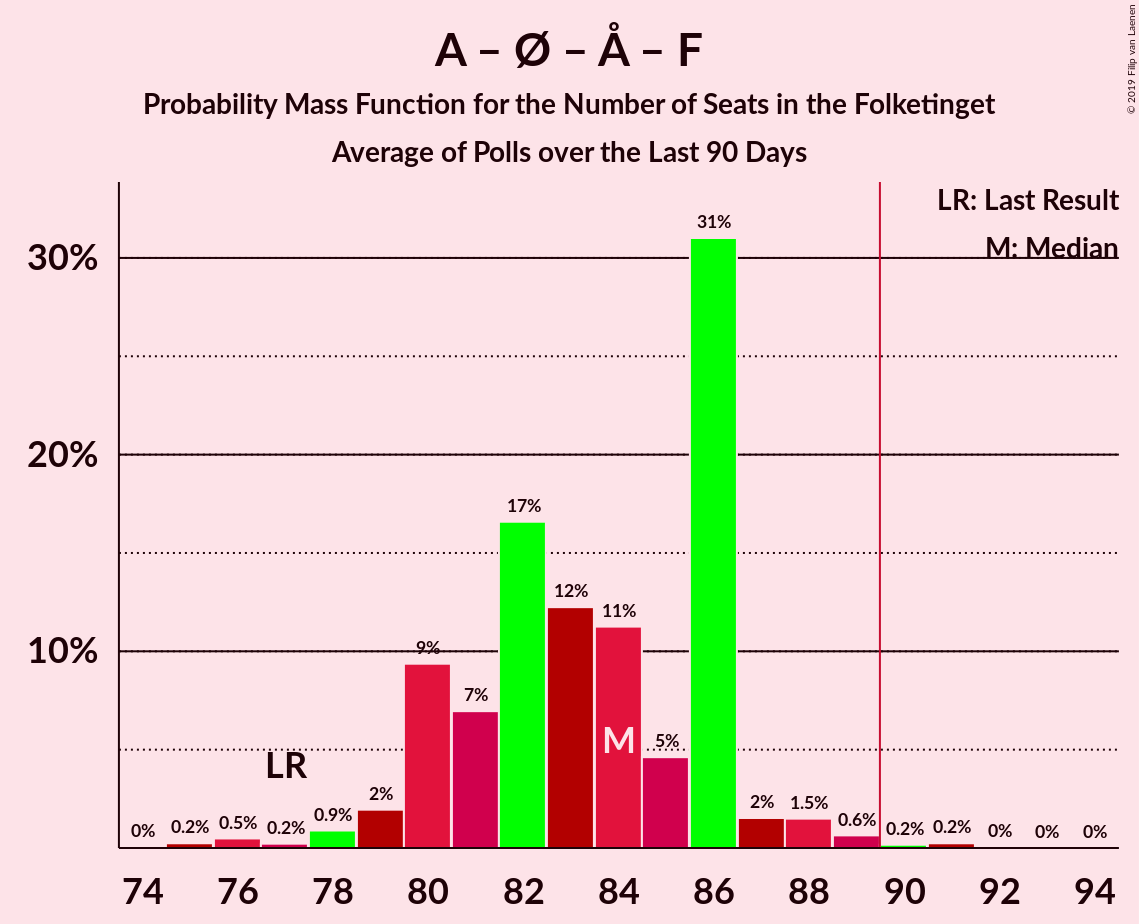 A – Ø – Å – F
Probability Mass Function for the Number of Seats in the Folketinget
Average of Polls over the Last 90 Days
© 2019 Filip van Laenen
LR: Last Result
M: Median
30%
20%
10%
0%
0.2%
0.5%
0.2%
0.9%
2%
9%
7%
17%
12%
11%
5%
31%
2%
1.5%
0.6%
0.2%
0.2%
0%
0%
0%
LR
M
74 76 78 80 82 84 86 88 90 92 94